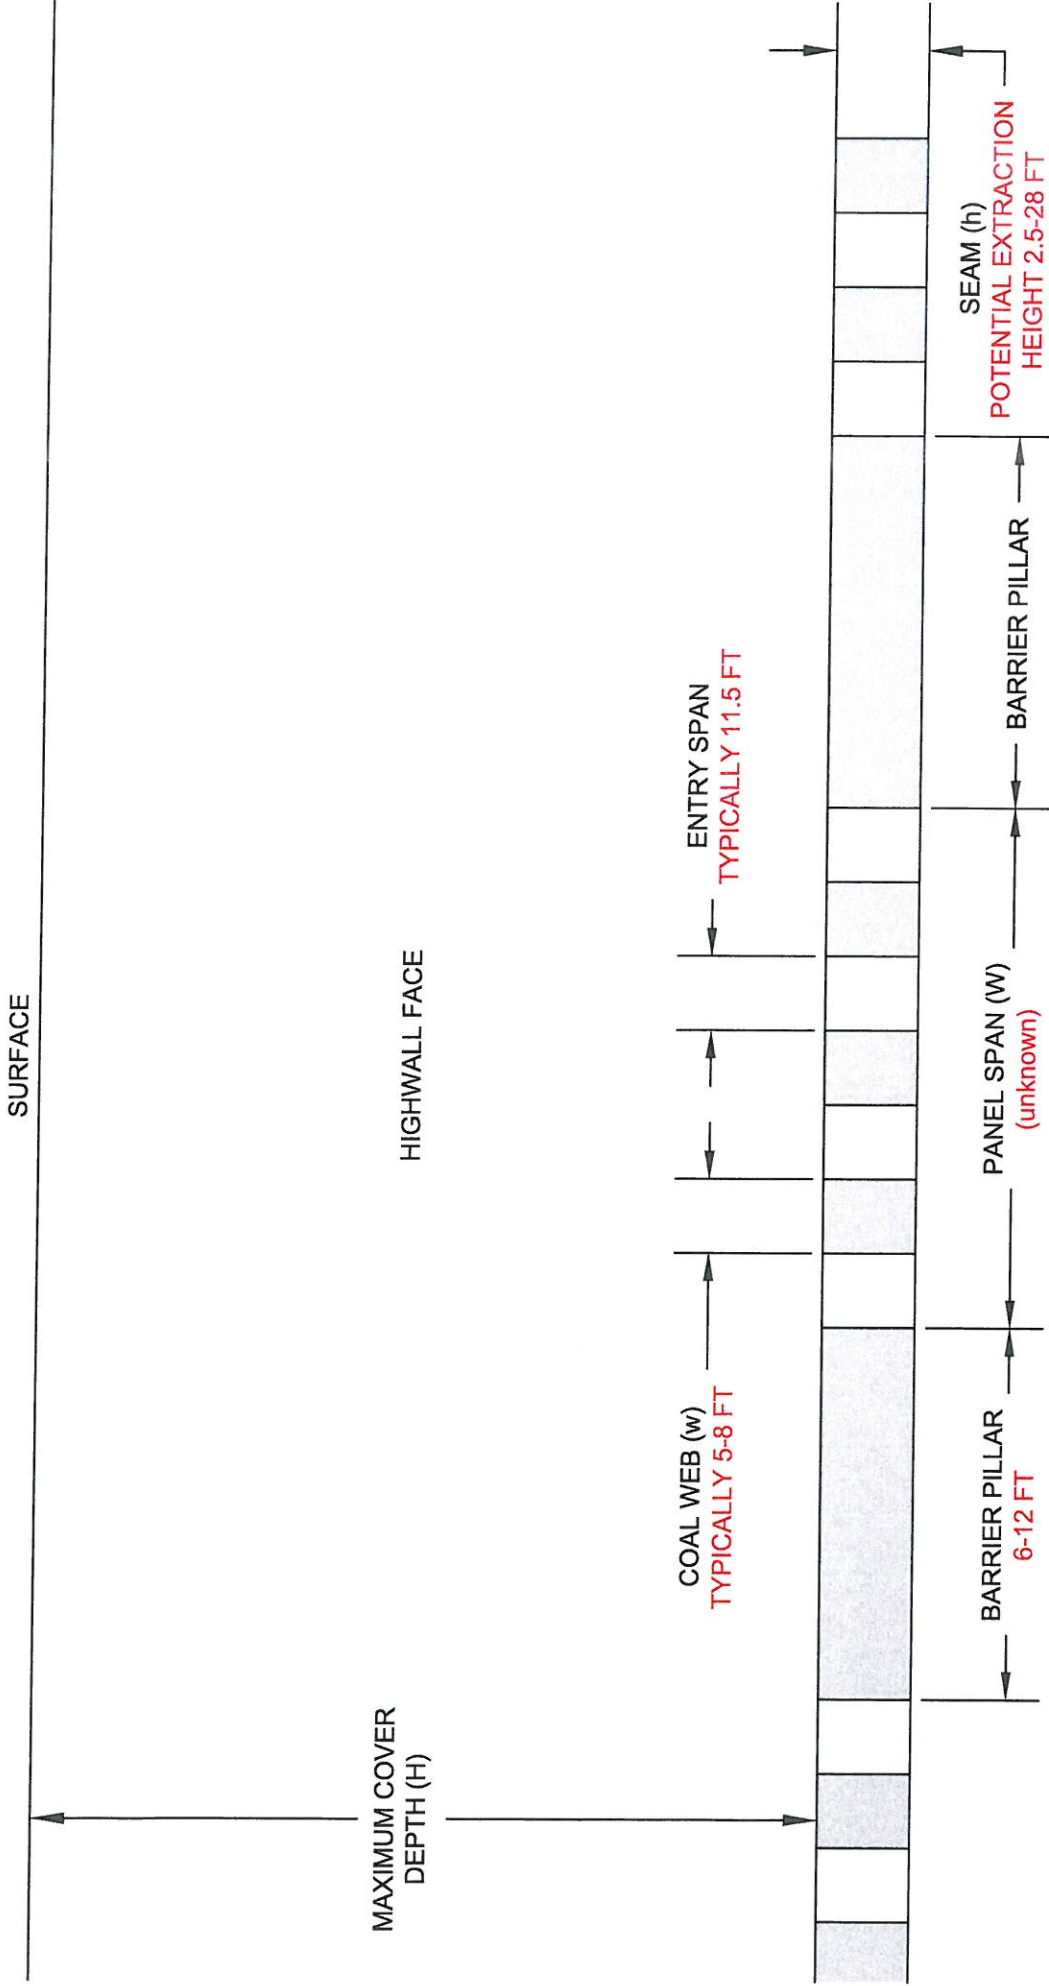 SURFACE
HIGHWALL FACE
MAXIMUM COVER
DEPTH (H)
COAL WEB (w)
TYPICALLY 5-8 FT
ENTRY SPAN
TYPICALLY 11.5 FT
BARRIER PILLAR
6-12 FT
PANEL SPAN (W)
(unknown)
BARRIER PILLAR
SEAM (h)
POTENTIAL EXTRACTION
HEIGHT 2.5-28 FT